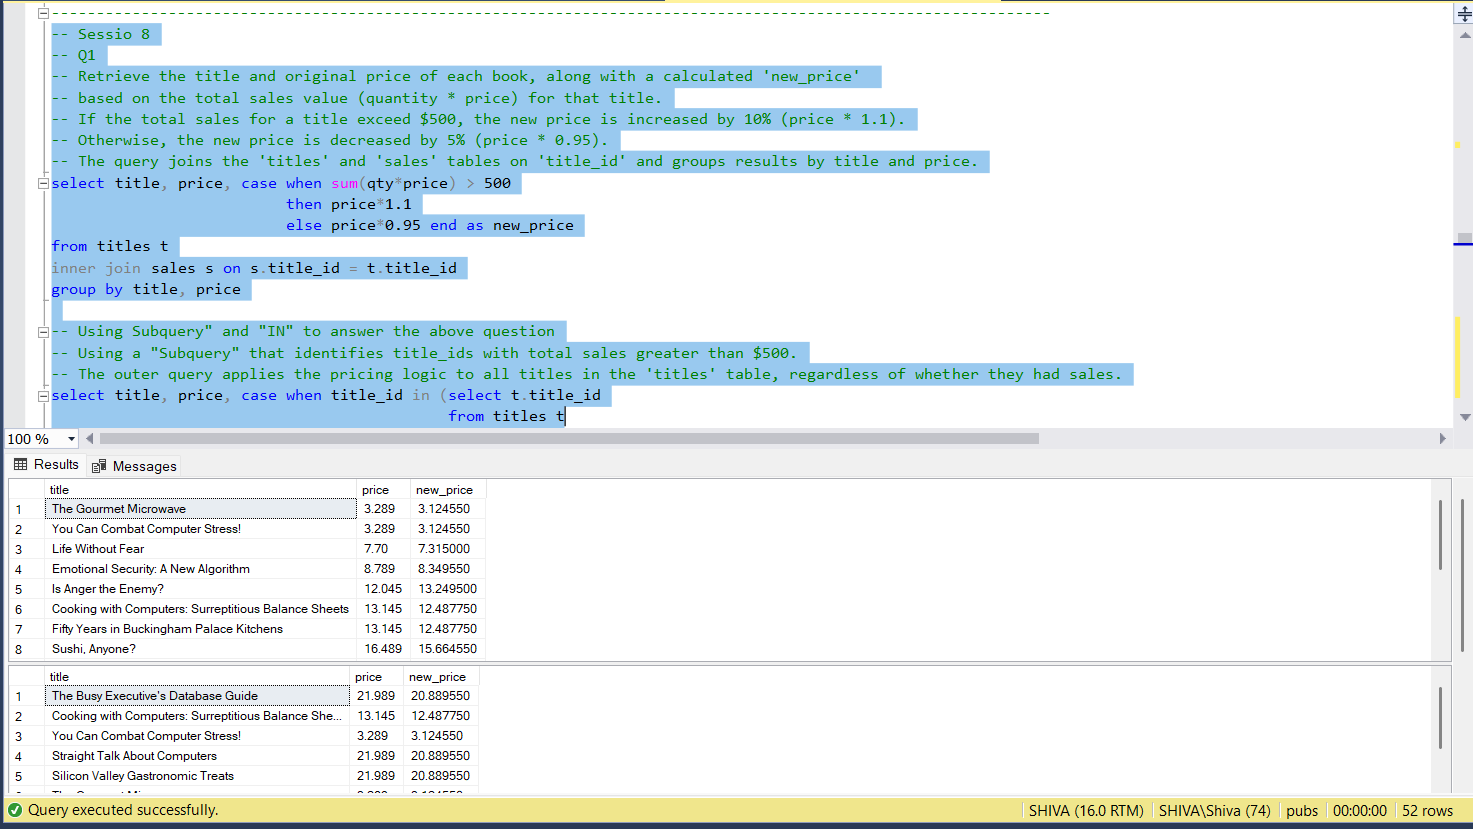 -- Sessio 8
-- Q1
-- Retrieve the title and original price of each book, along with a calculated 'new_price'
-- based on the total sales value (quantity * price) for that title.
-- If the total sales for a title exceed $500, the new price is increased by 10% (price * 1.1).
-- Otherwise, the new price is decreased by 5% (price * 0.95).
-- The query joins the 'titles' and 'sales' tables on 'title_id' and groups results by title and price.
select title, price, case when sum(qty*price) > 500
then price*1.1
else price*0.95 end as new_price
from titles t
inner join sales s on s.title_id = t.title_id
group by title, price
-- Using Subquery" and "IN" to answer the above question
-- Using a "Subquery" that identifies title_ids with total sales greater than $500.
-- The outer query applies the pricing logic to all titles in the 'titles' table, regardless of whether they had sales.
select title, price, case when title_id in (select t.title_id
from titles t
100 %
Results Messages
title price new_price
1 The Gourmet Microwave 3.289 3.124550
2 You Can Combat Computer Stress! 3.289 3.124550
3 Life Without Fear 7.70 7.315000
4 Emotional Security: A New Algorithm 8.789 8.349550
5 Is Anger the Enemy? 12.045 13.249500
6 Cooking with Computers: Surreptitious Balance Sheets 13.145 12.487750
7 Fifty Years in Buckingham Palace Kitchens 13.145 12.487750
8 Sushi, Anyone? 16.489 15.664550
title price new_price
1 The Busy Executive's Database Guide 21.989 20.889550
2 Cooking with Computers: Surreptitious Balance She... 13.145 12.487750
3 You Can Combat Computer Stress! 3.289 3.124550
4 Straight Talk About Computers 21.989 20.889550
5 Silicon Valley Gastronomic Treats 21.989 20.889550
Query executed successfully. SHIVA (16.0 RTM) SHIVA\Shiva (74) pubs 00:00:00 52 rows